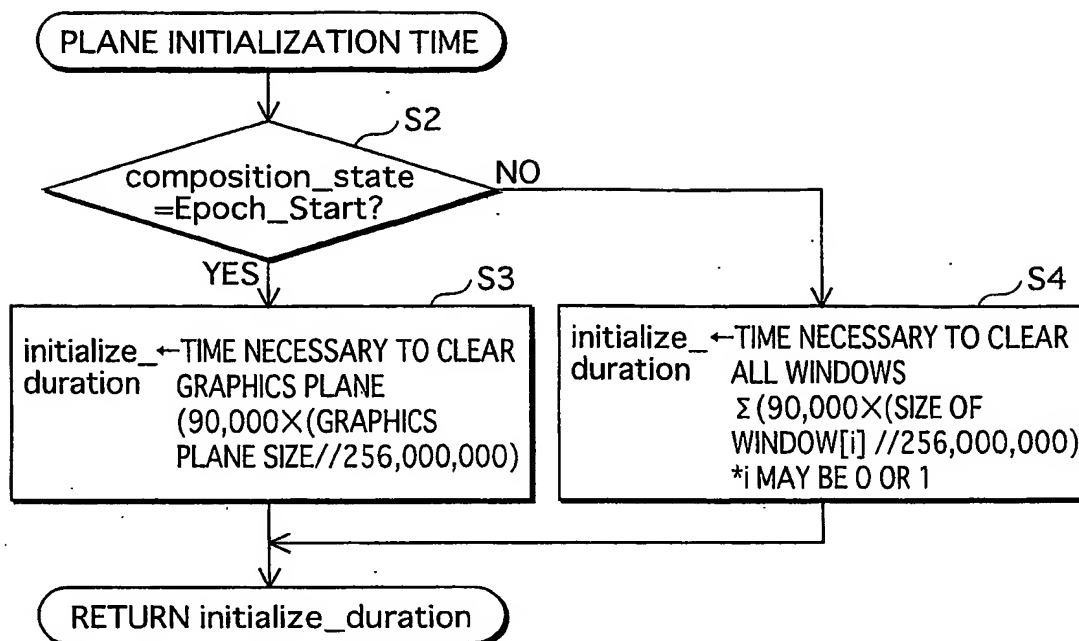 PLANE INITIALIZATION TIME
S2
composition_state
=Epoch_Start?
NO
YES
S3
initialize_ ←TIME NECESSARY TO CLEAR
duration GRAPHICS PLANE
(90,000×(GRAPHICS
PLANE SIZE//256,000,000)
S4
initialize_ ←TIME NECESSARY TO CLEAR
duration ALL WINDOWS
Σ(90,000×(SIZE OF
WINDOW[i] //256,000,000)
*i MAY BE 0 OR 1
RETURN initialize_duration